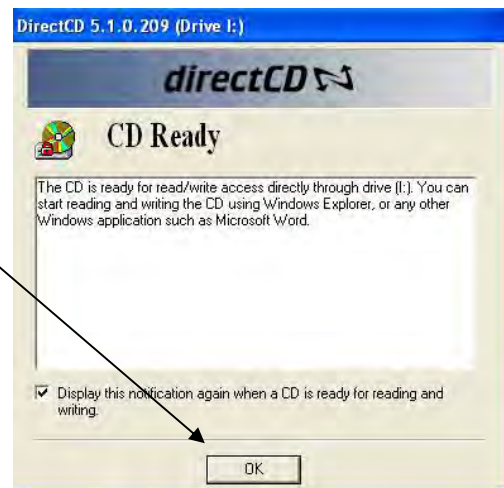 DirectCD 5.1.0.209 (Drive I:)
directCD
CD Ready
The CD is ready for read/write access directly through drive (I:). You can
start reading and writing the CD using Windows Explorer, or any other
Windows application such as Microsoft Word.
Display this notification again when a CD is ready for reading and
writing.
OK